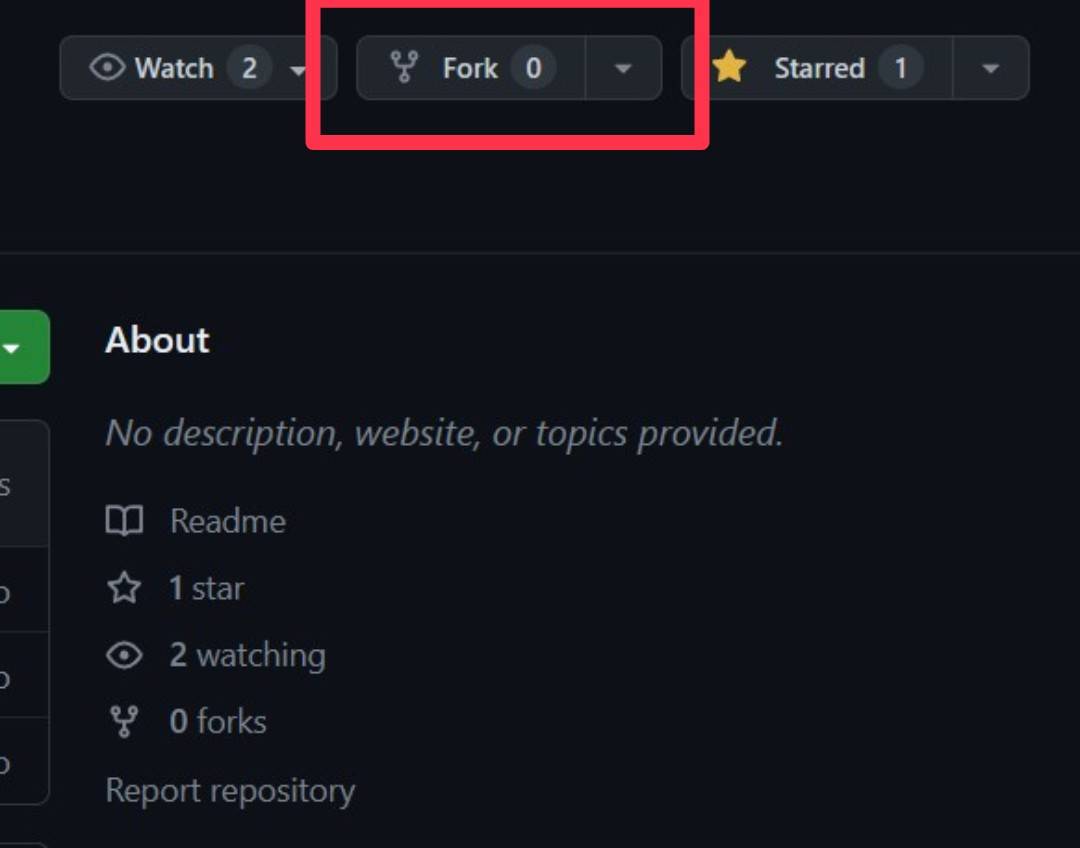 Watch 2 Fork 0 Starred 1
About
No description, website, or topics provided.
s
Readme
1 star
o
2 watching
o
0 forks
o
Report repository